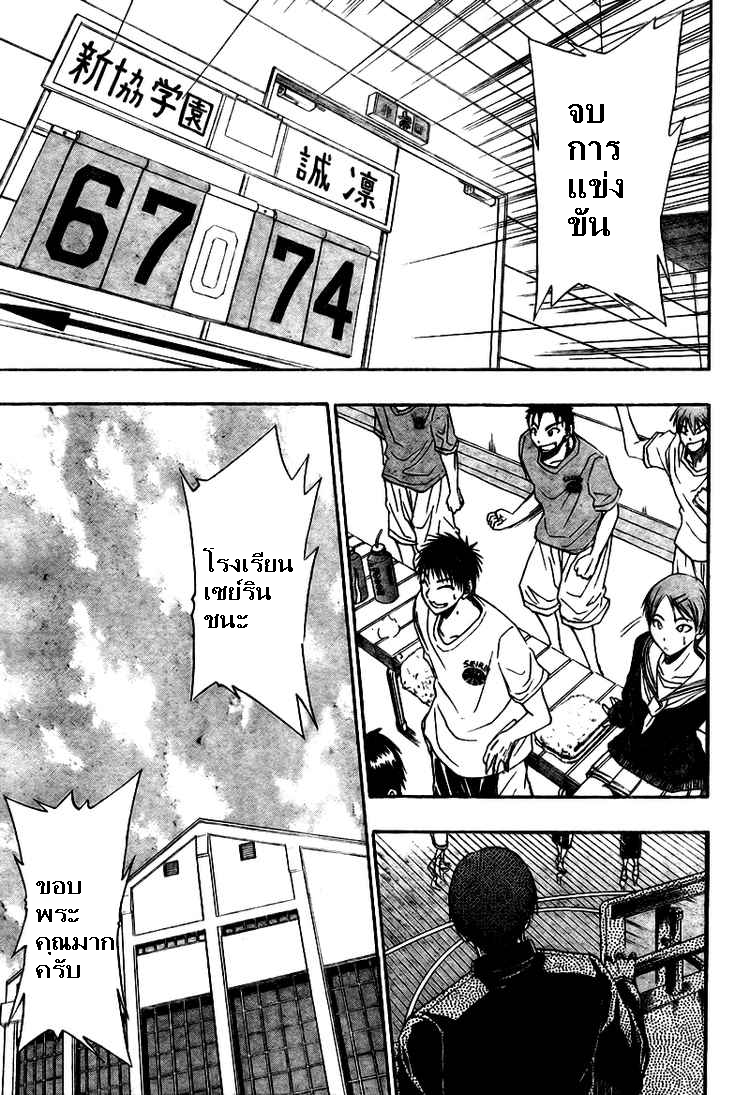 จบ
การ
แข่ง
ขัน
新協学園
誠凛
67 0 74
SEIRIN
โรงเรียน
เซย์ริน
ชนะ
ขอบ
พระ
คุณมาก
ครับ